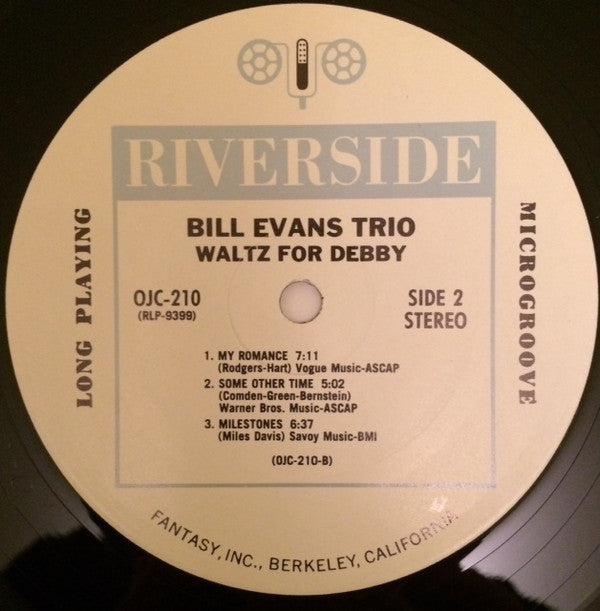 RIVERSIDE
BILL EVANS TRIO
WALTZ FOR DEBBY
LONG PLAYING
MICROGROOVE
OJC-210
(RLP-9399)
SIDE 2
STEREO
1. MY ROMANCE 7:11
(Rodgers-Hart) Vogue Music-ASCAP
2. SOME OTHER TIME 5:02
(Comden-Green-Bernstein)
Warner Bros. Music-ASCAP
3. MILESTONES 6:37
(Miles Davis) Savoy Music-BMI
(OJC-210-B)
FANTASY, INC., BERKELEY, CALIFORNIA